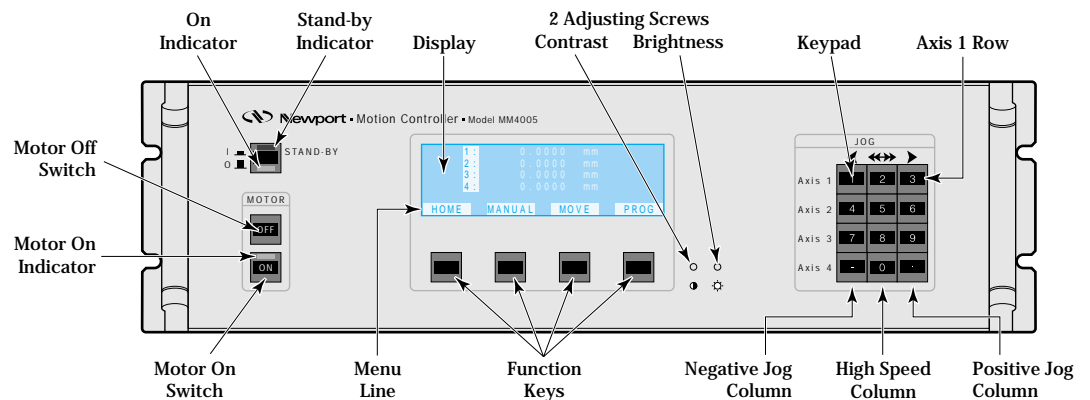 On
Indicator
Stand-by
Indicator
Display
2 Adjusting Screws
Contrast Brightness
Keypad
Axis 1 Row
Newport Motion Controller Model MM4005
I
O
STAND-BY
Motor Off
Switch
MOTOR
OFF
Motor On
Indicator
ON
1: 0.0000 mm
2: 0.0000 mm
3: 0.0000 mm
4: 0.0000 mm
HOME MANUAL MOVE PROG
JOG
Axis 1 2 3
Axis 2 4 5 6
Axis 3 7 8 9
Axis 4 - 0 .
Motor On
Switch
Menu
Line
Function
Keys
Negative Jog
Column
High Speed
Column
Positive Jog
Column